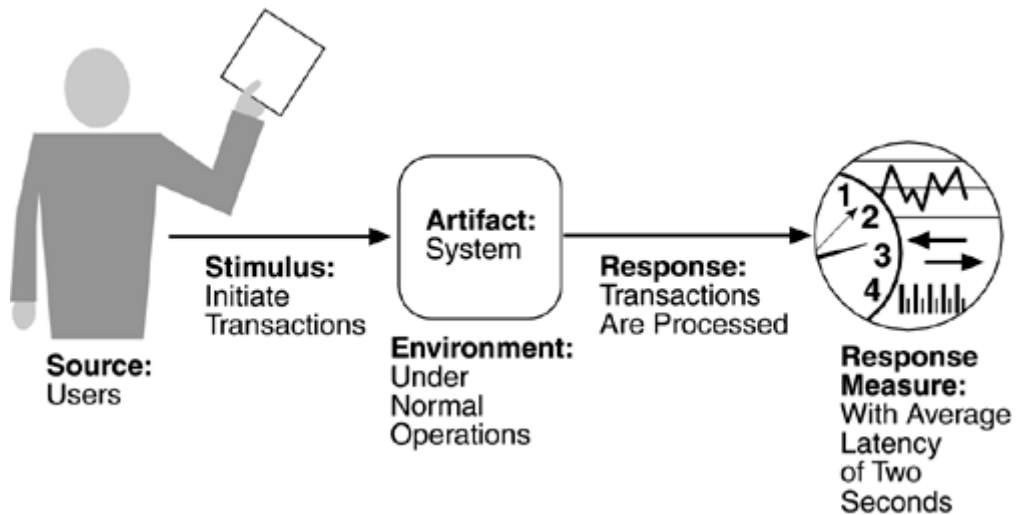 Source:
Users
Stimulus:
Initiate
Transactions
Artifact:
System
Environment:
Under
Normal
Operations
Response:
Transactions
Are Processed
1
2
3
4
Response
Measure:
With Average
Latency
of Two
Seconds